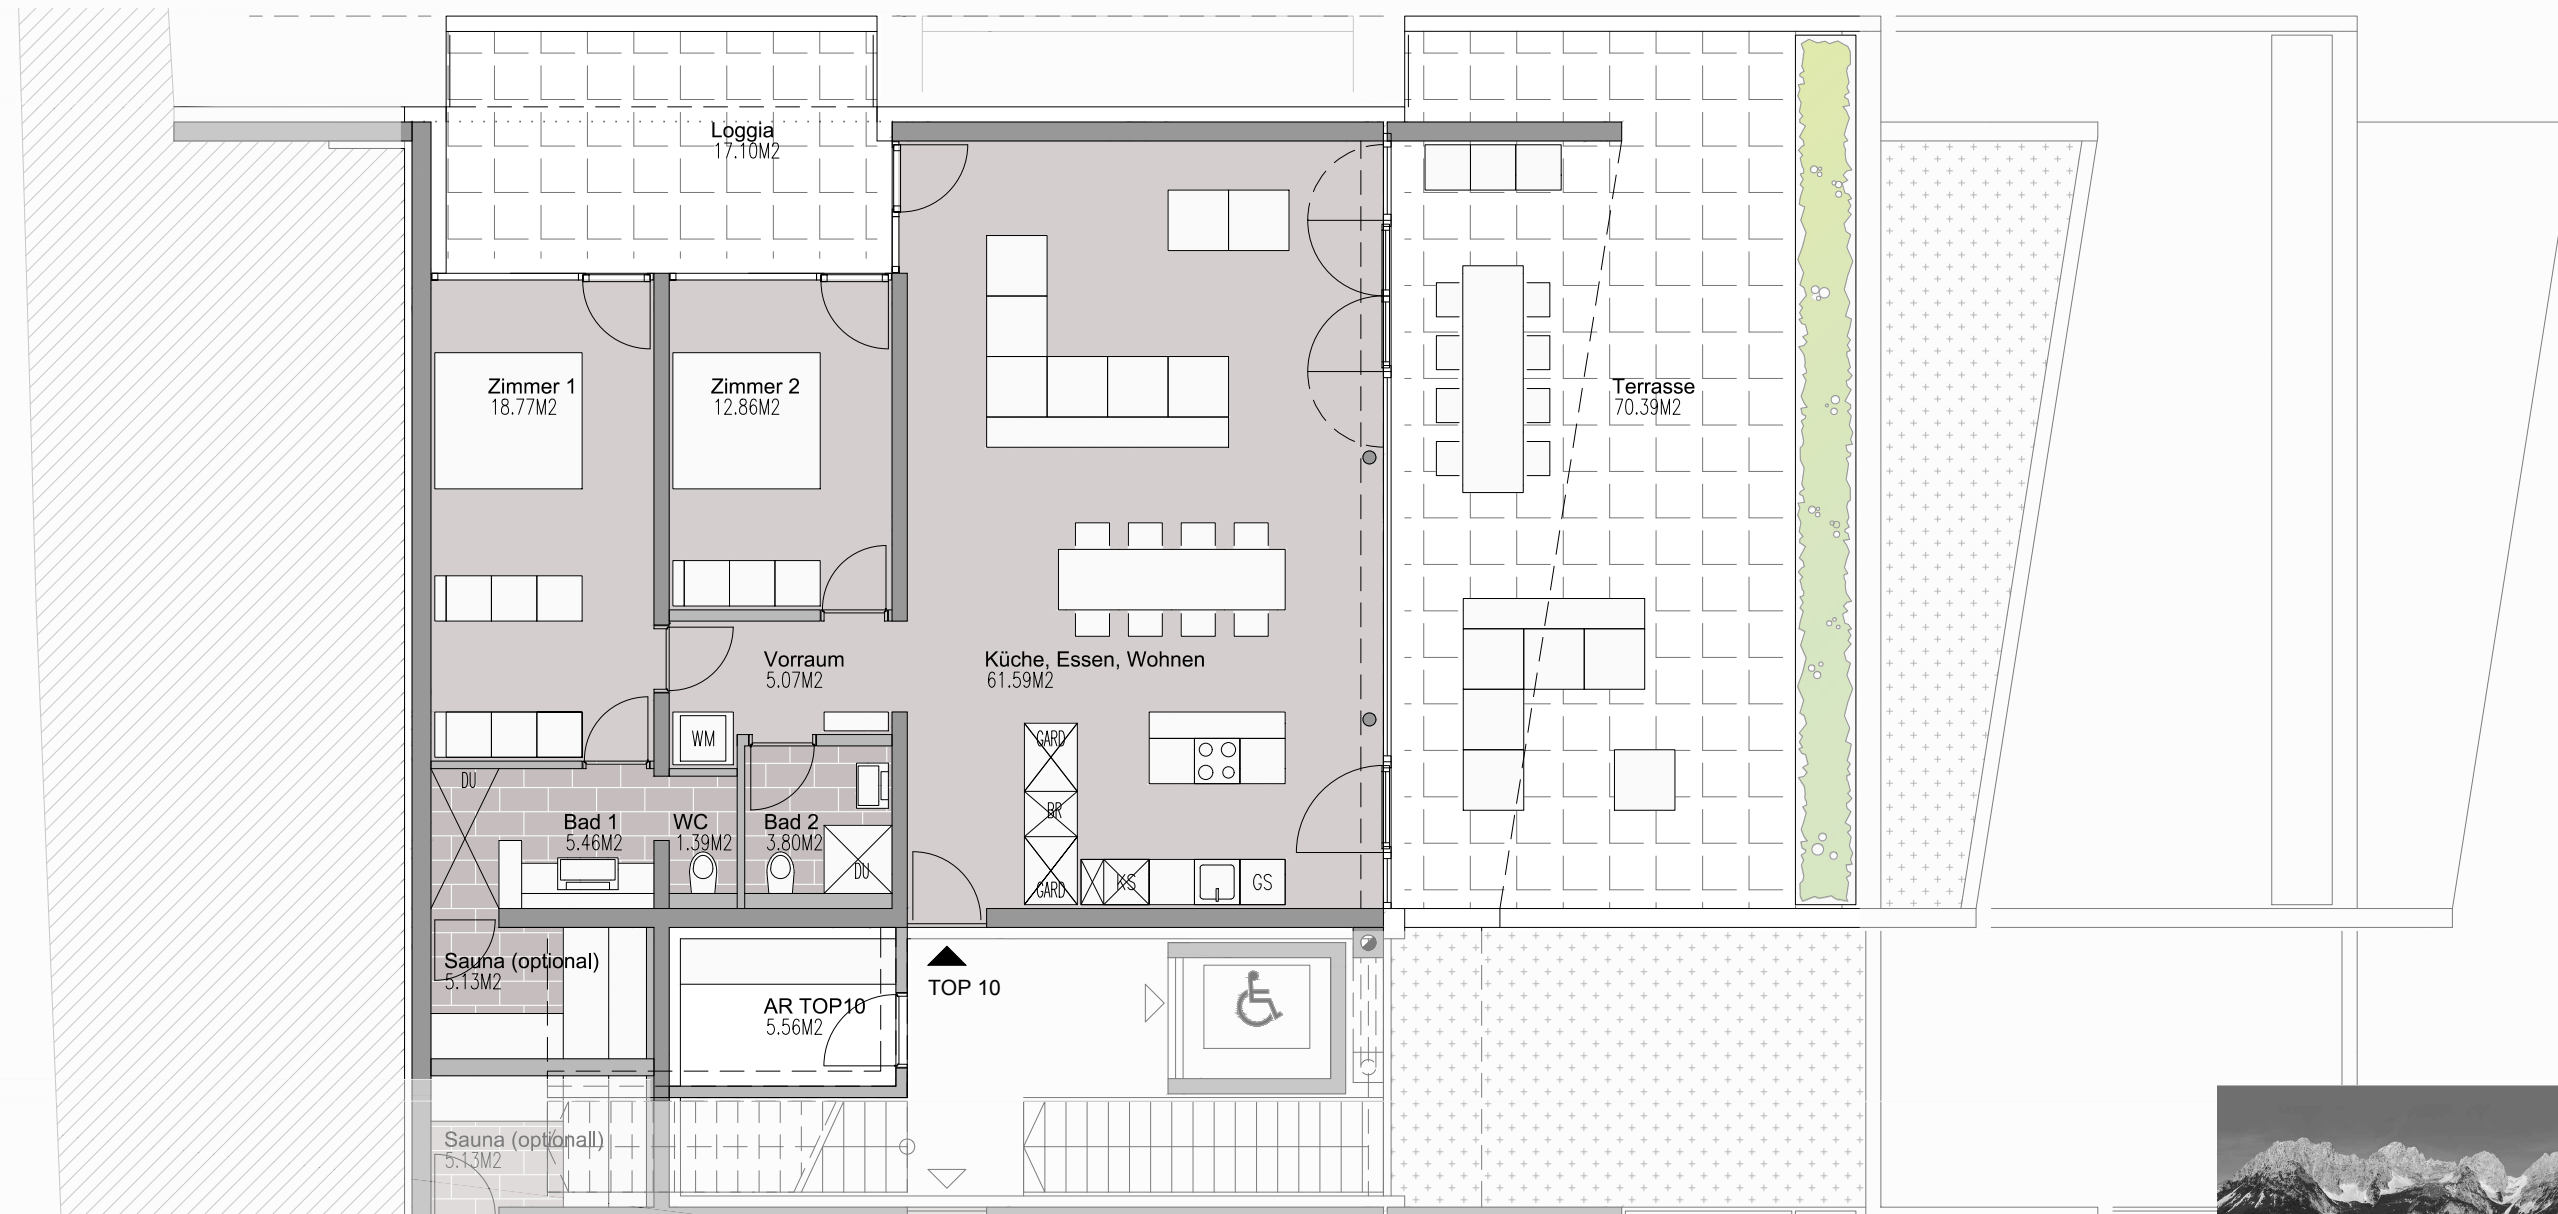 Loggia
17.10M2
Zimmer 1
18.77M2
Zimmer 2
12.86M2
Terrasse
70.39M2
Vorraum
5.07M2
Küche, Essen, Wohnen
61.59M2
WM
GARD
DU
BR
Bad 1
5.46M2
WC
1.39M2
Bad 2
3.80M2
DU
GARD
KS
GS
Sauna (optional)
5.13M2
TOP 10
AR TOP10
5.56M2
Sauna (optionall)
5.13M2